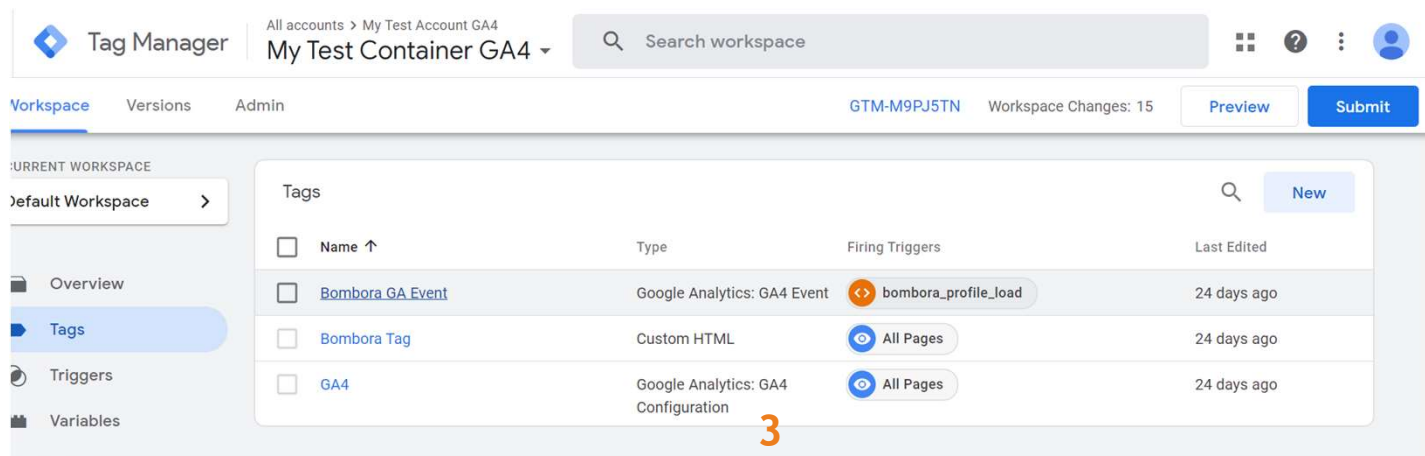 All accounts > My Test Account GA4
Tag Manager
My Test Container GA4
Search workspace
Workspace Versions Admin GTM-M9PJ5TN Workspace Changes: 15 Preview Submit
CURRENT WORKSPACE
Default Workspace >
Tags New
Name ↑ Type Firing Triggers Last Edited
Overview
Bombora GA Event Google Analytics: GA4 Event bombora_profile_load 24 days ago
Tags
Bombora Tag Custom HTML All Pages 24 days ago
Triggers
GA4 Google Analytics: GA4 All Pages 24 days ago
Configuration
Variables
3